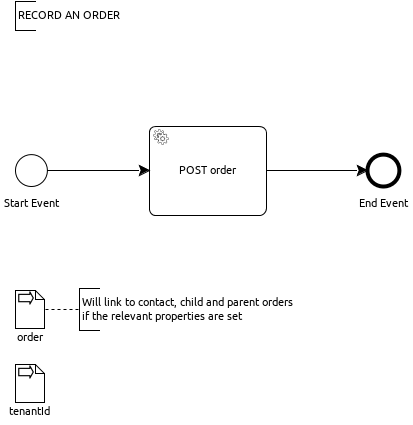 RECORD AN ORDER
POST order
Start Event
End Event
Will link to contact, child and parent orders
if the relevant properties are set
order
tenantId